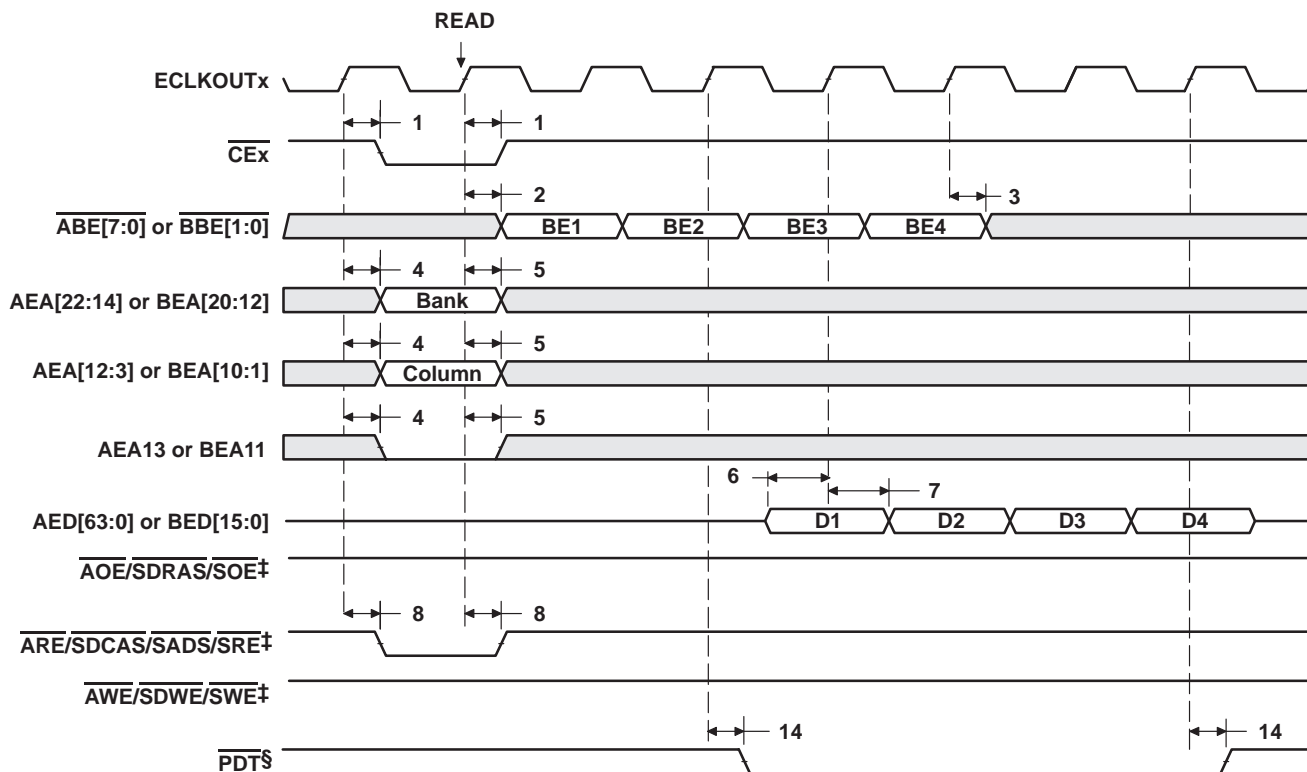 READ
ECLKOUTx
1 1
CEx
2 3
ABE[7:0] or BBE[1:0] BE1 BE2 BE3 BE4
4 5
AEA[22:14] or BEA[20:12] Bank
4 5
AEA[12:3] or BEA[10:1] Column
4 5
AEA13 or BEA11
6 7
AED[63:0] or BED[15:0] D1 D2 D3 D4
AOE/SDRAS/SOE‡
8 8
ARE/SDCAS/SADS/SRE‡
AWE/SDWE/SWE‡
14 14
PDT§